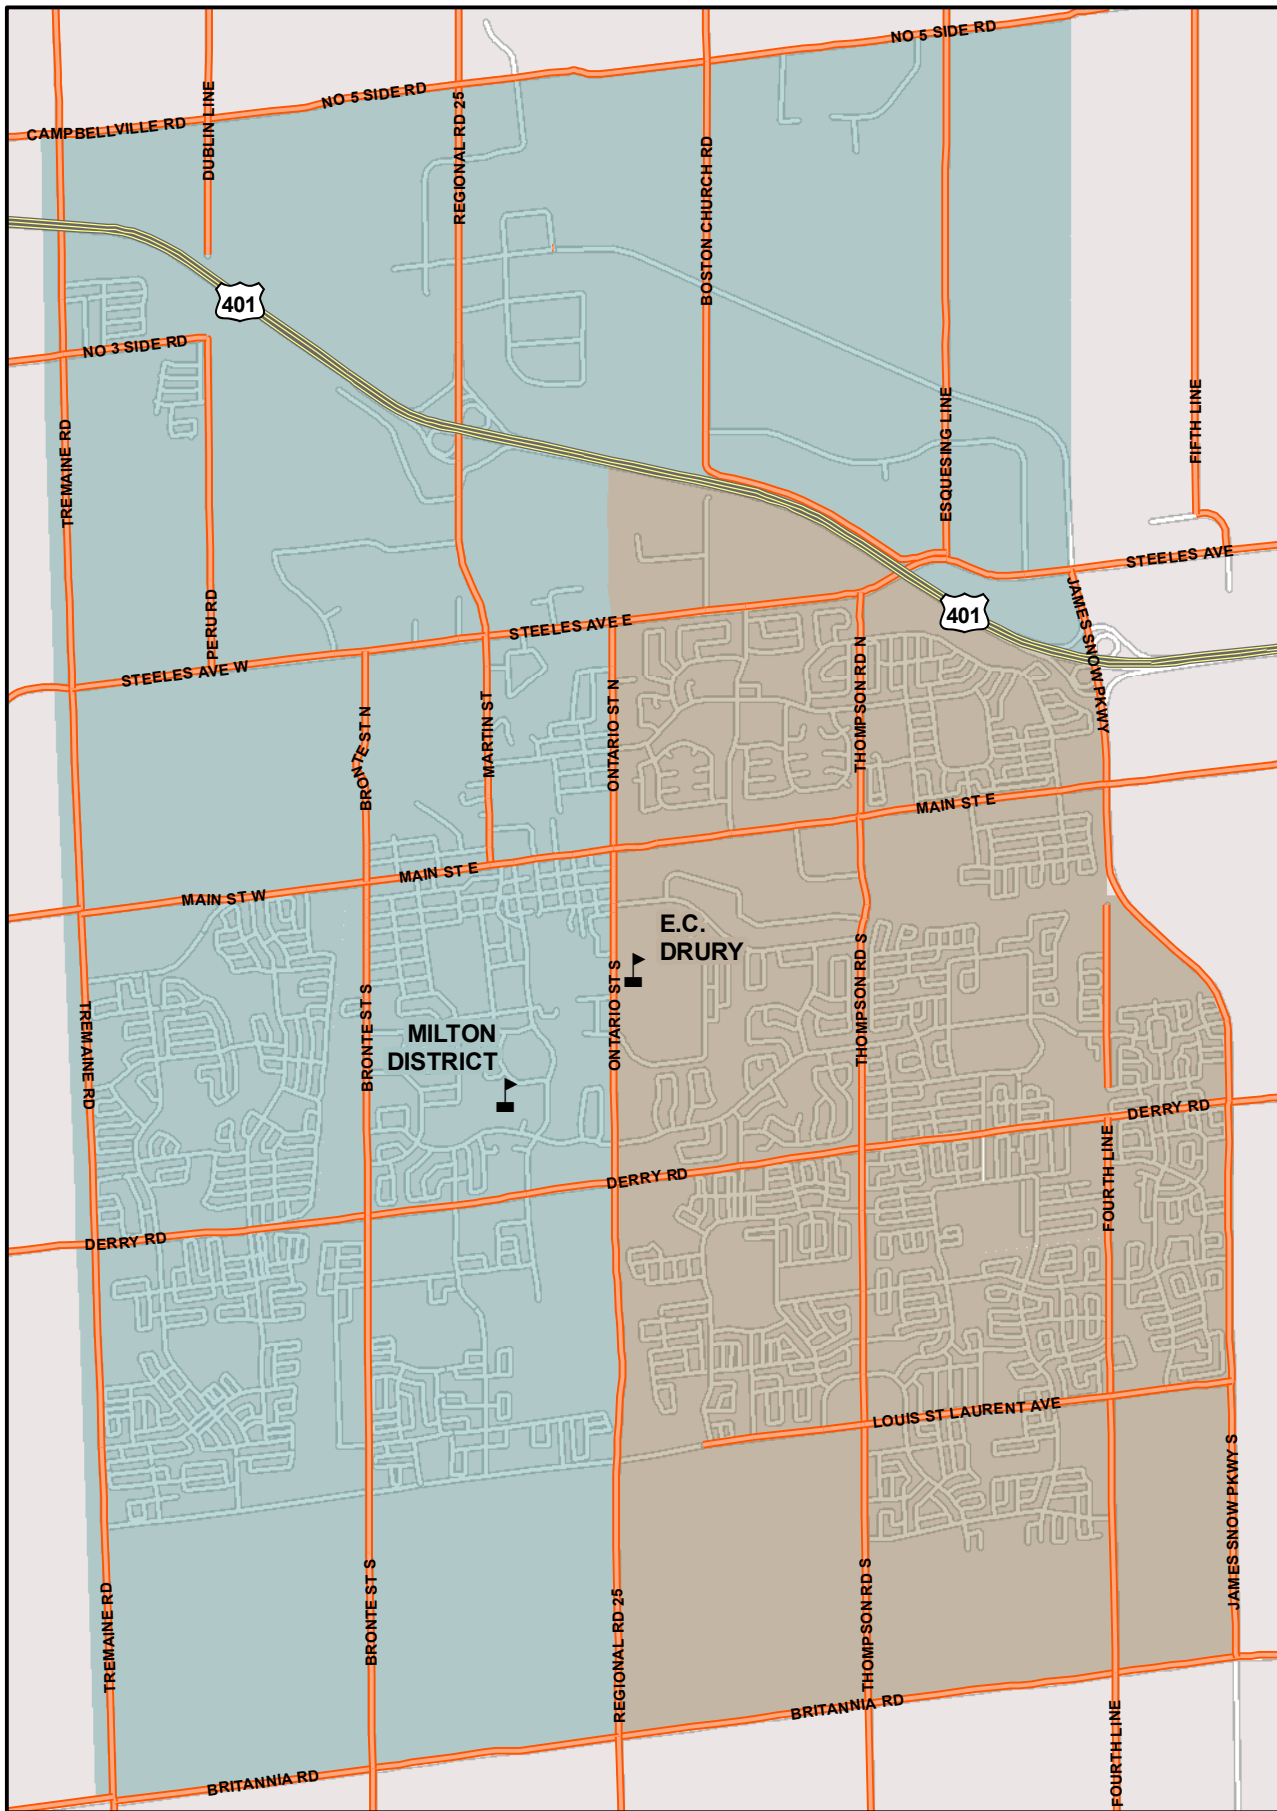 NO 5 SIDE RD
NO 5 SIDE RD
CAMPBELLVILLE RD
DUBLIN LINE
REGIONAL RD 25
BOSTON CHURCH RD
401
NO 3 SIDE RD
TREMAINE RD
ESQUESING LINE
FIFTH LINE
STEELES AVE
PERU RD
401
STEELES AVE E
JAMES SNOW PKWY
STEELES AVE W
BRONTE ST N
MARTIN ST
ONTARIO ST N
THOMPSON RD N
MAIN ST E
MAIN ST E
MAIN ST W
E.C.
DRURY
ONTARIO ST S
THOMPSON RD S
TREMAINE RD
BRONTE ST S
MILTON
DISTRICT
DERRY RD
DERRY RD
FOURTH LINE
DERRY RD
LOUIS ST LAURENT AVE
JAMES SNOW PKWY S
TREMAINE RD
BRONTE ST S
REGIONAL RD 25
THOMPSON RD S
BRITANNIA RD
FOURTH LINE
BRITANNIA RD